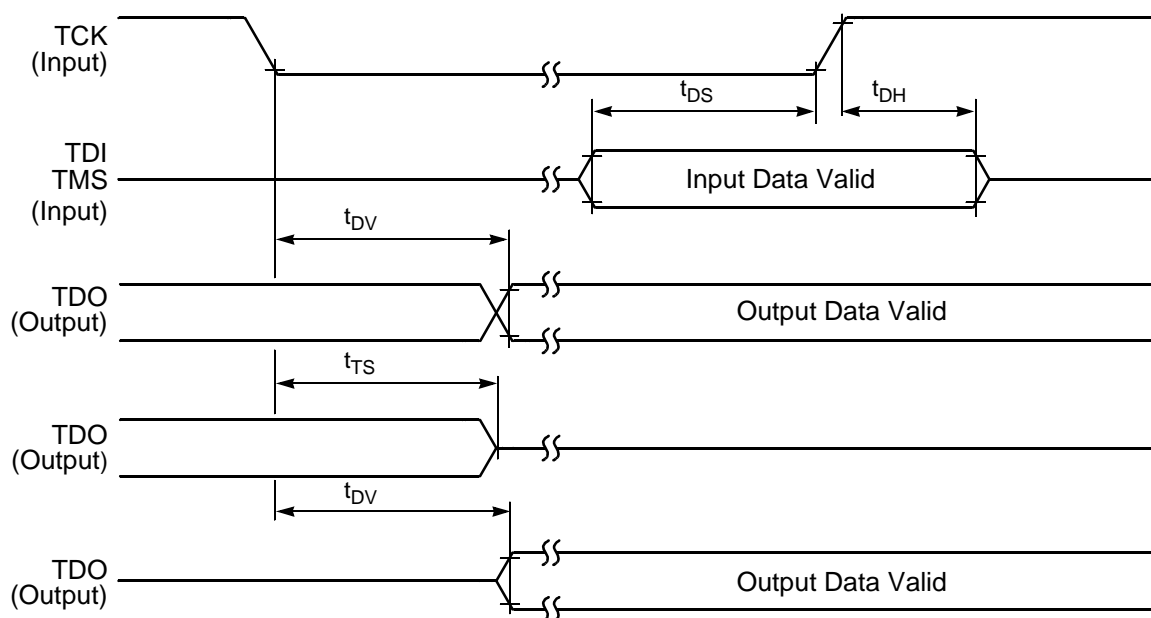 TCK
(Input)
tDS
tDH
TDI
TMS
(Input)
Input Data Valid
tDV
TDO
(Output)
Output Data Valid
tTS
TDO
(Output)
tDV
TDO
(Output)
Output Data Valid